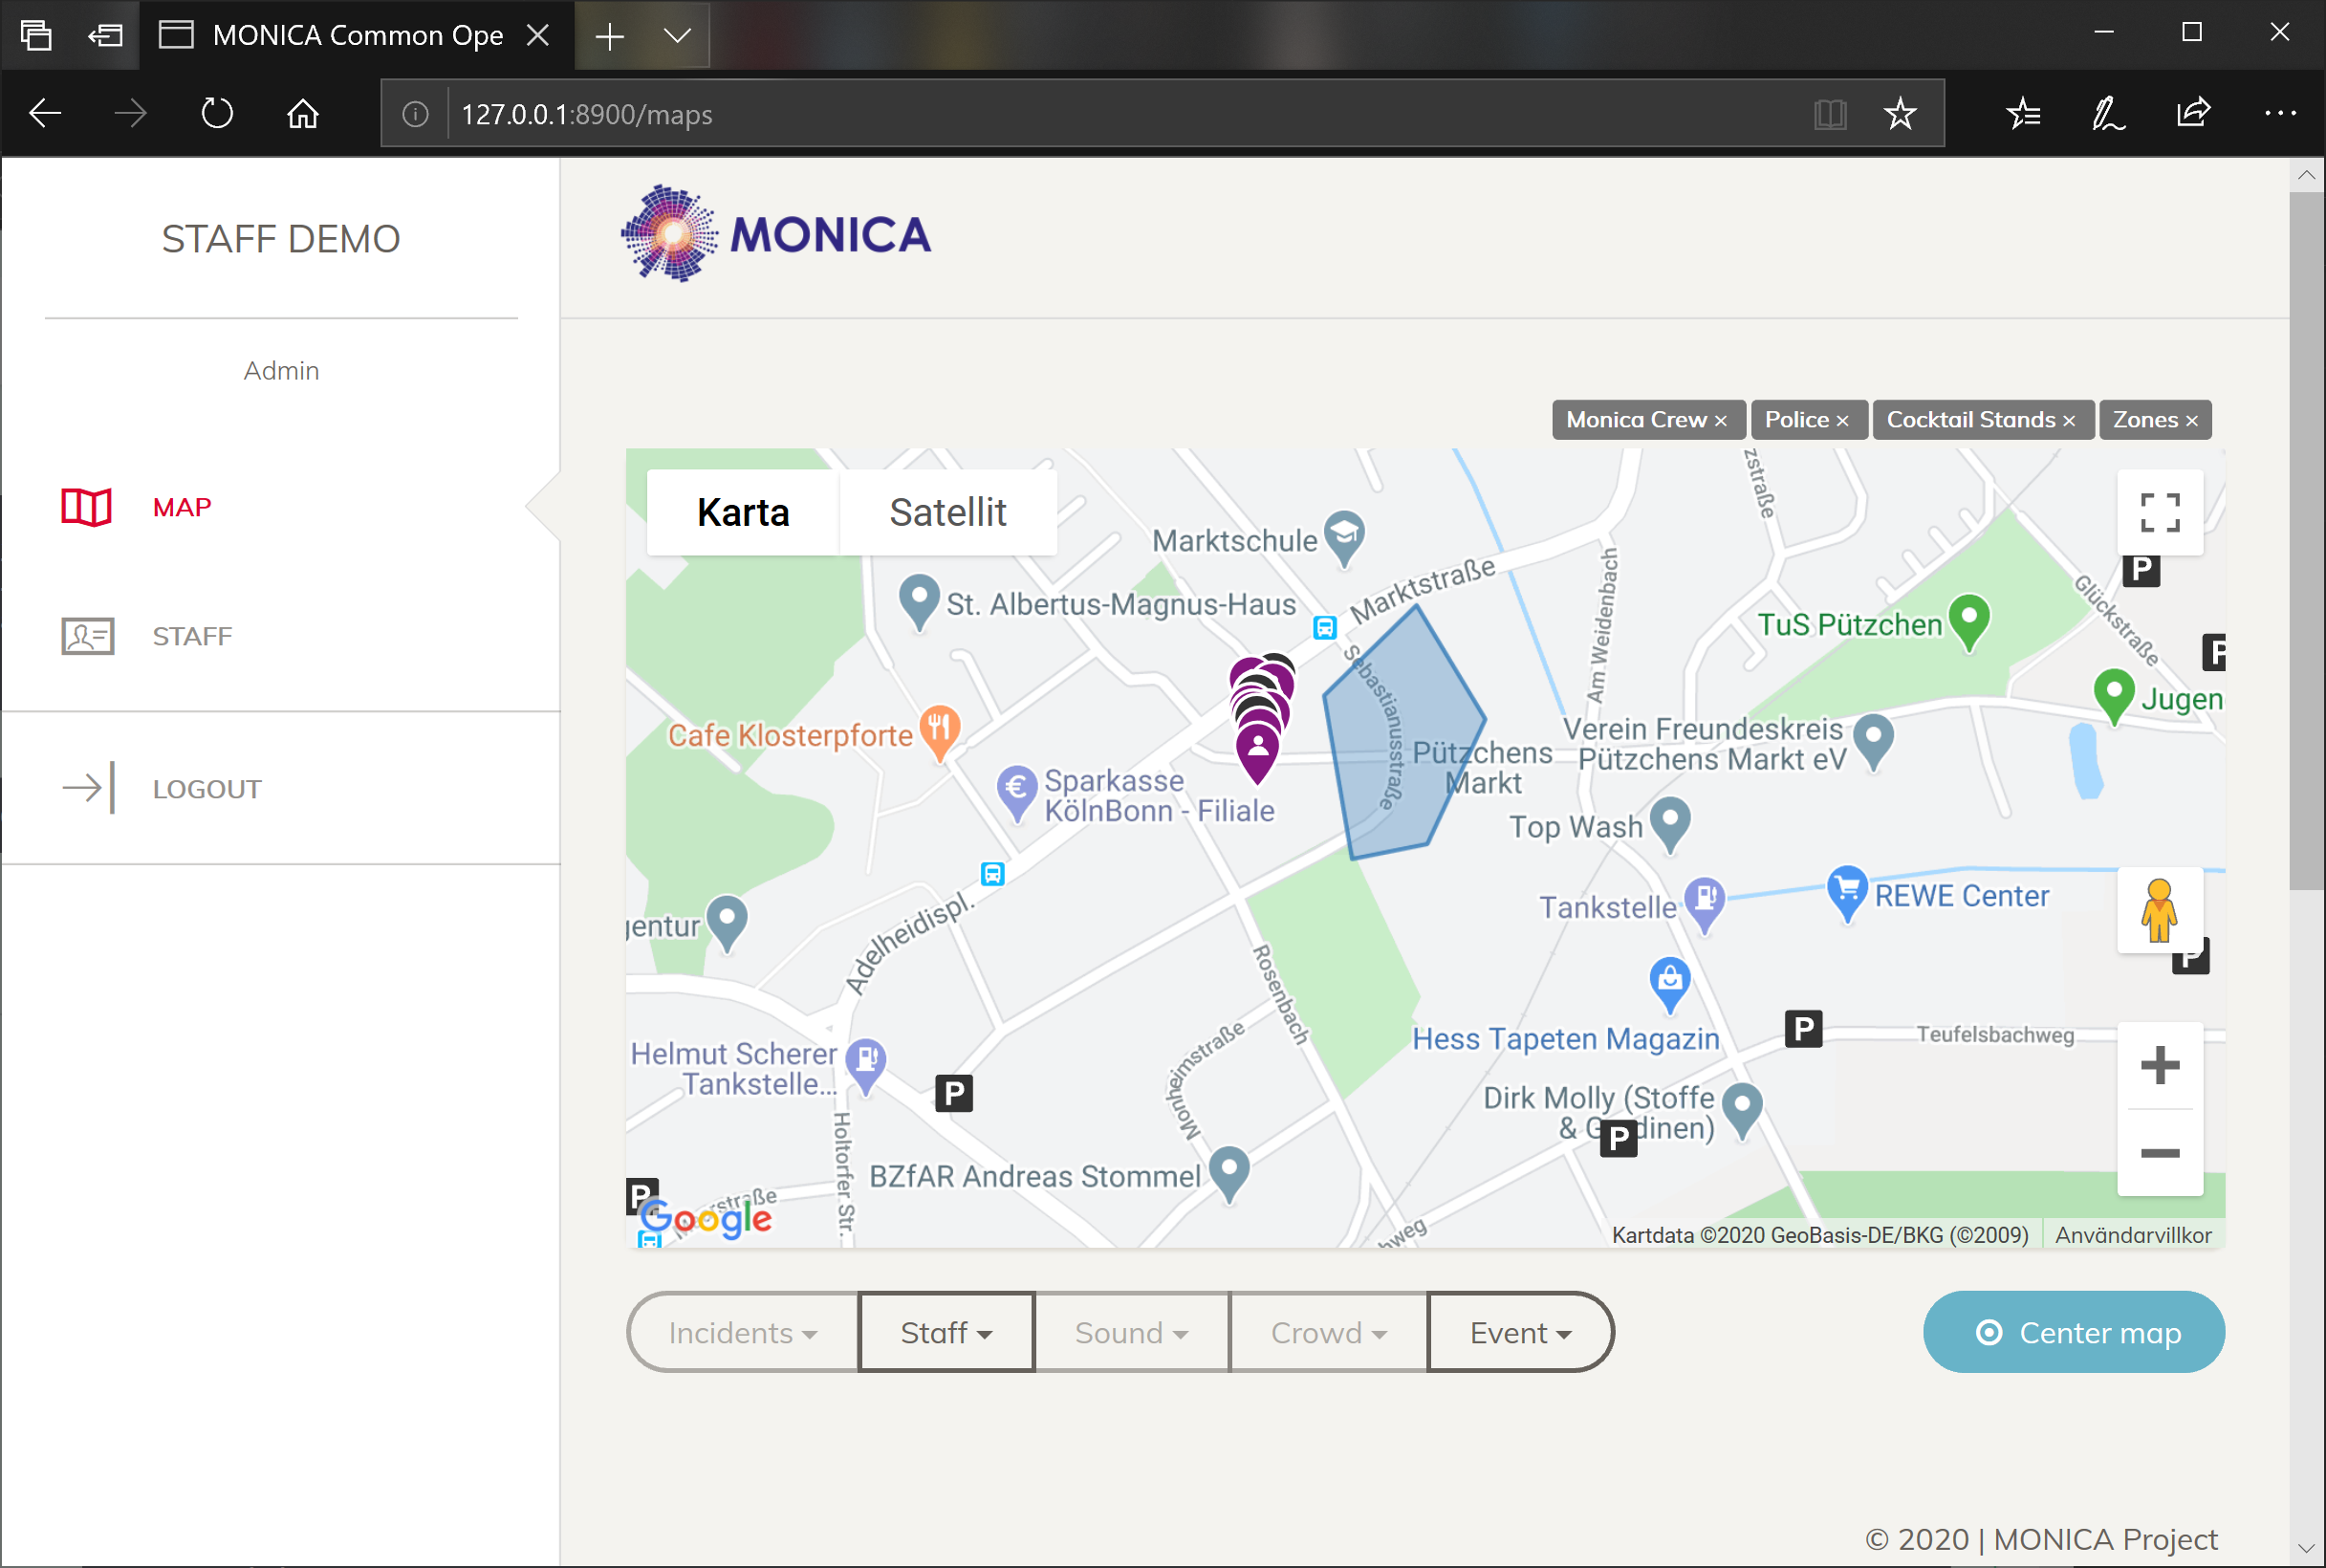 MONICA Common Ope
127.0.0.1:8900/maps
STAFF DEMO
Admin
MAP
STAFF
LOGOUT
MONICA
Monica Crew ×
Police ×
Cocktail Stands ×
Zones ×
Karta
Satellit
Marktschule
St. Albertus-Magnus-Haus
Marktstraße
zstraße
Am Weidenbach
TuS Pützchen
Glückstraße
Jugen
Sebastianusstraße
Cafe Klosterpforte
Sparkasse
KölnBonn - Filiale
Pützchens
Markt
Verein Freundeskreis
Pützchens Markt eV
Top Wash
Tankstelle
REWE Center
gentur
Adelheidispl.
Rosenbach
Hess Tapeten Magazin
Teufelsbachweg
Helmut Scherer
Tankstelle...
Holtorfer Str.
Monheimstraße
Dirk Molly (Stoffe
P
P
P
P
P
P
P
BZfAR Andreas Stommel
Google
Kartdata ©2020 GeoBasis-DE/BKG (©2009)
Användarvillkor
Incidents
Staff
Sound
Crowd
Event
Center map
© 2020 | MONICA Project